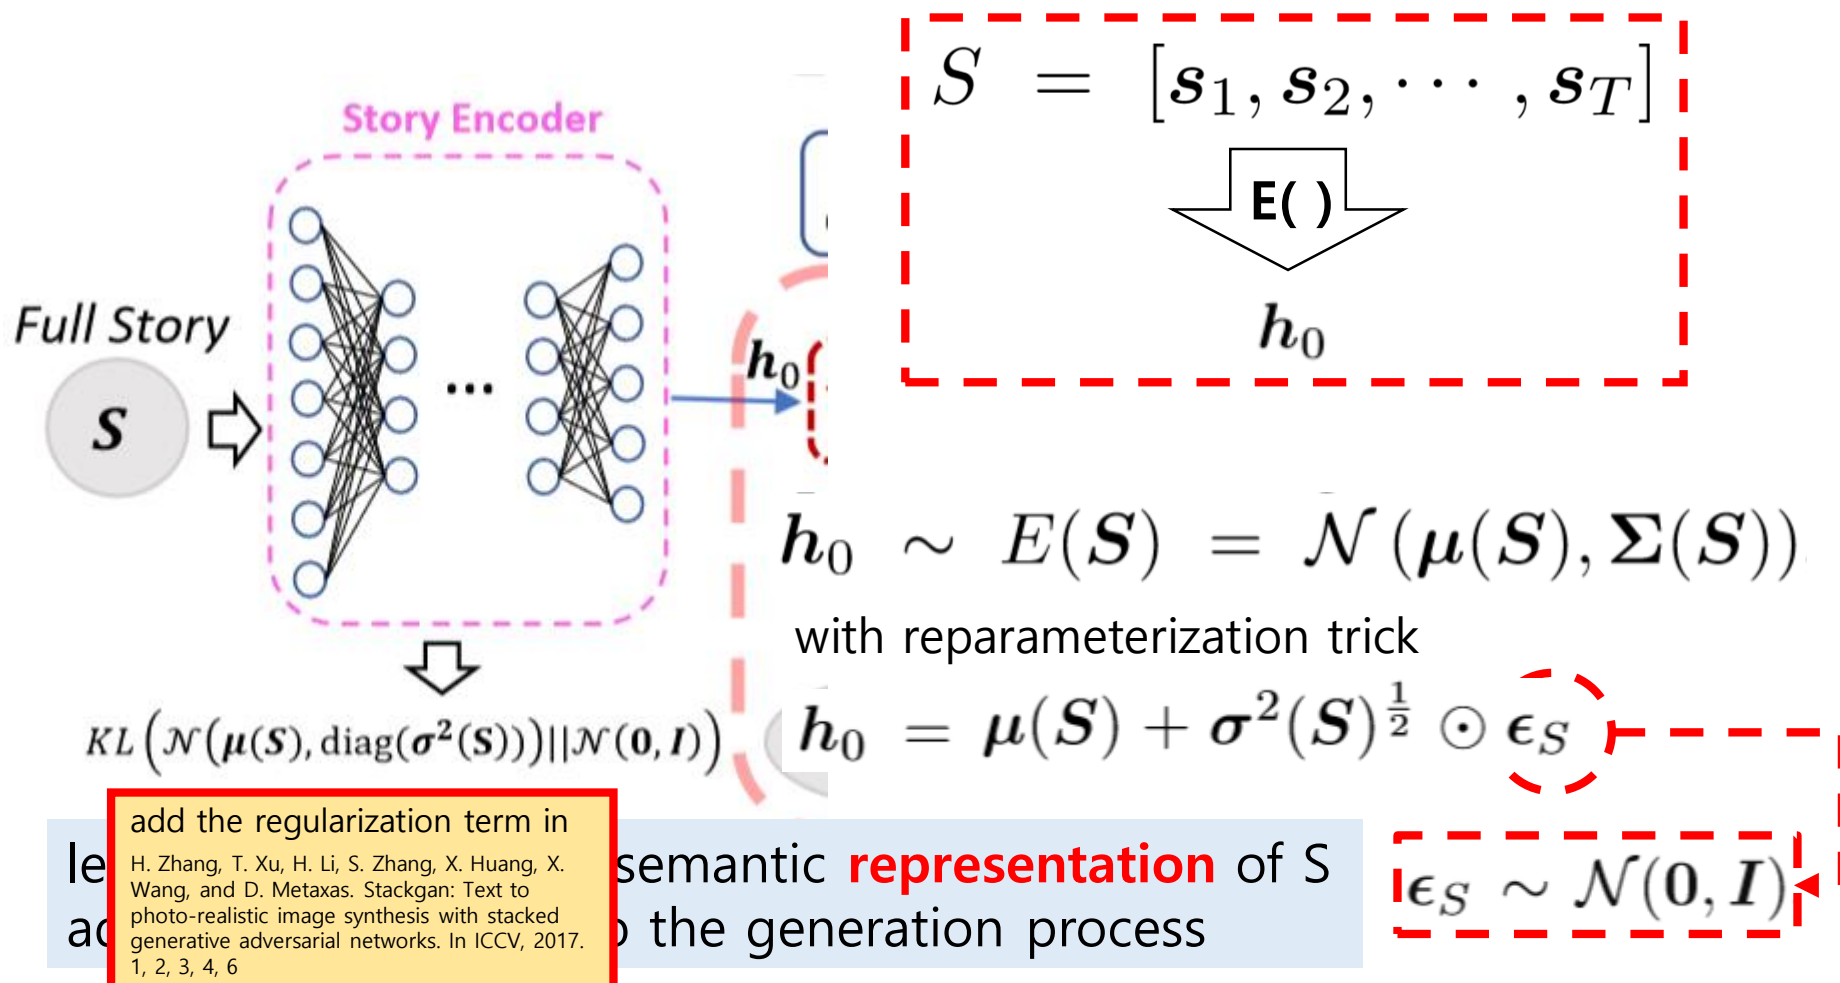 Story Encoder
Full Story
S
...
h₀
KL(𝒩(μ(S), diag(σ²(S)))||𝒩(0, I))
S = [s₁, s₂, ⋯ , s_T]
E( )
h₀
h₀ ∼ E(S) = 𝒩(μ(S), Σ(S)).
with reparameterization trick
h₀ = μ(S) + σ²(S)^{1/2} ⊙ ϵ_S
ϵ_S ∼ 𝒩(0, I)
add the regularization term in
H. Zhang, T. Xu, H. Li, S. Zhang, X. Huang, X.
Wang, and D. Metaxas. Stackgan: Text to
photo-realistic image synthesis with stacked
generative adversarial networks. In ICCV, 2017.
1, 2, 3, 4, 6
semantic representation of S
the generation process